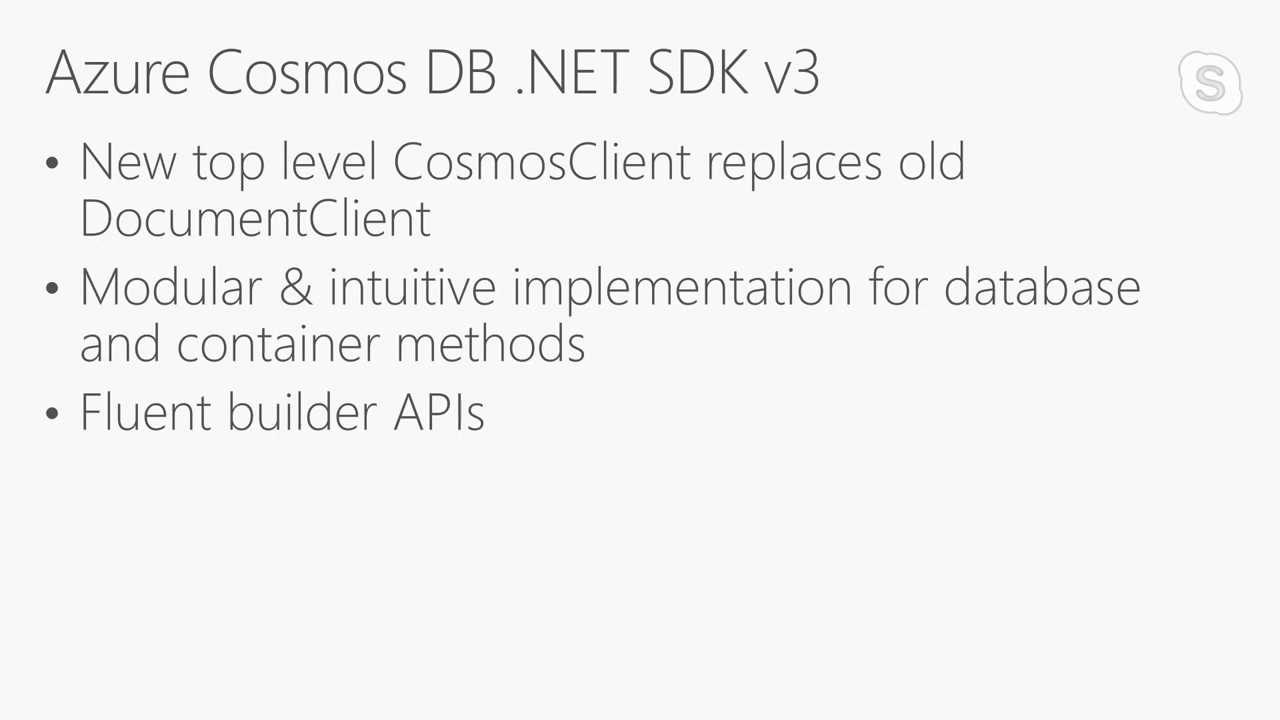 Azure Cosmos DB .NET SDK v3
S
• New top level CosmosClient replaces old
DocumentClient
• Modular & intuitive implementation for database
and container methods
• Fluent builder APIs